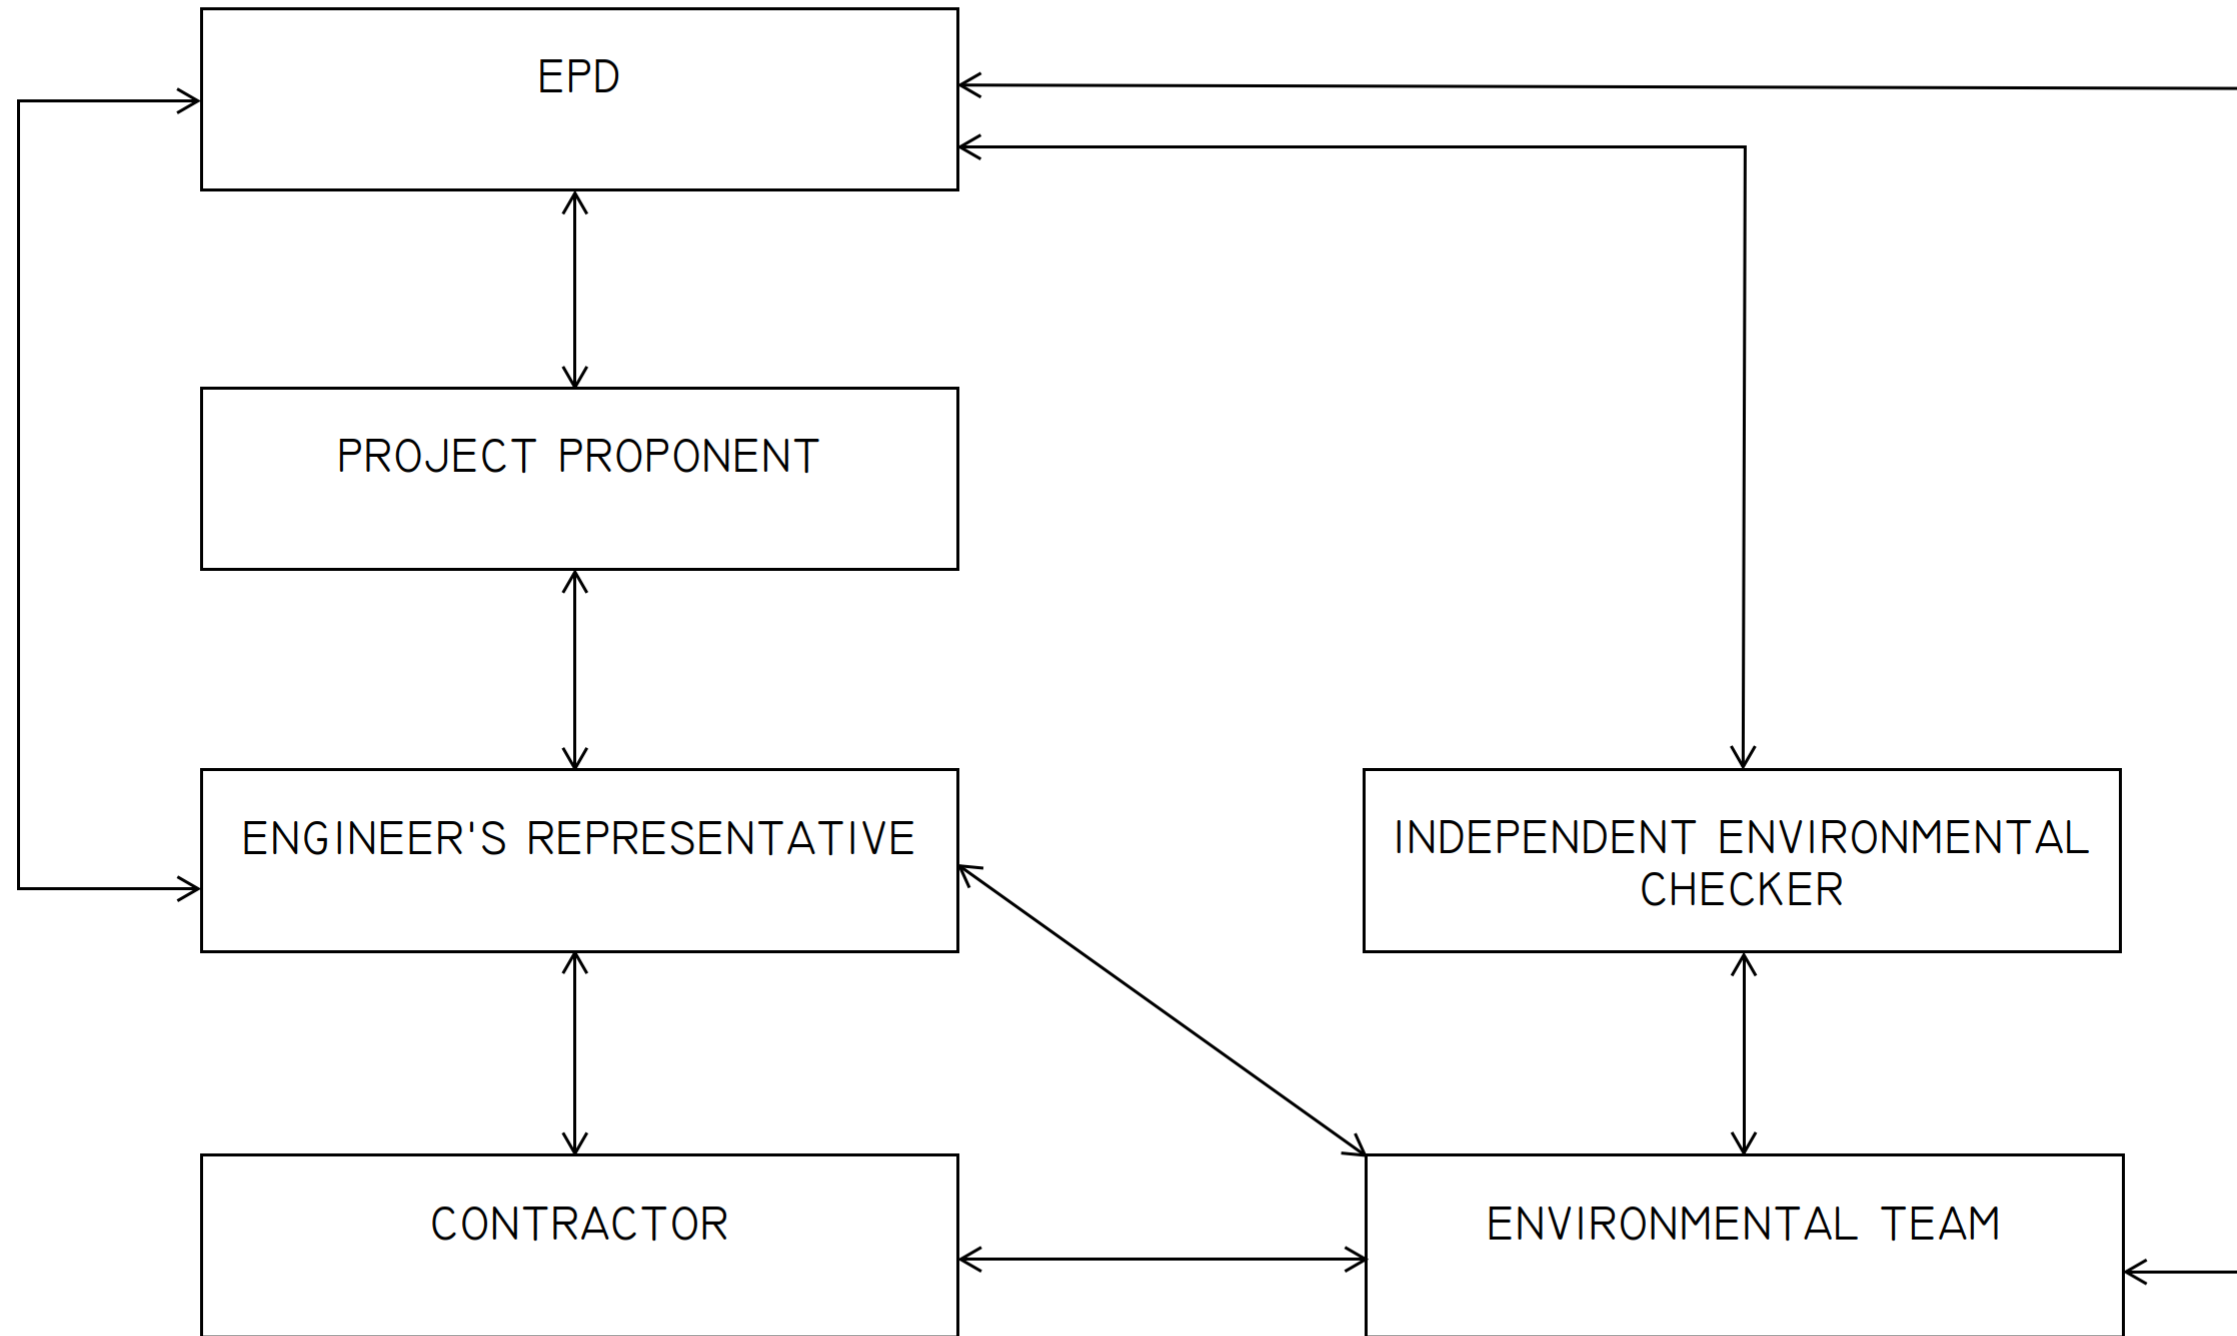 EPD
PROJECT PROPONENT
ENGINEER'S REPRESENTATIVE
INDEPENDENT ENVIRONMENTAL
CHECKER
CONTRACTOR
ENVIRONMENTAL TEAM